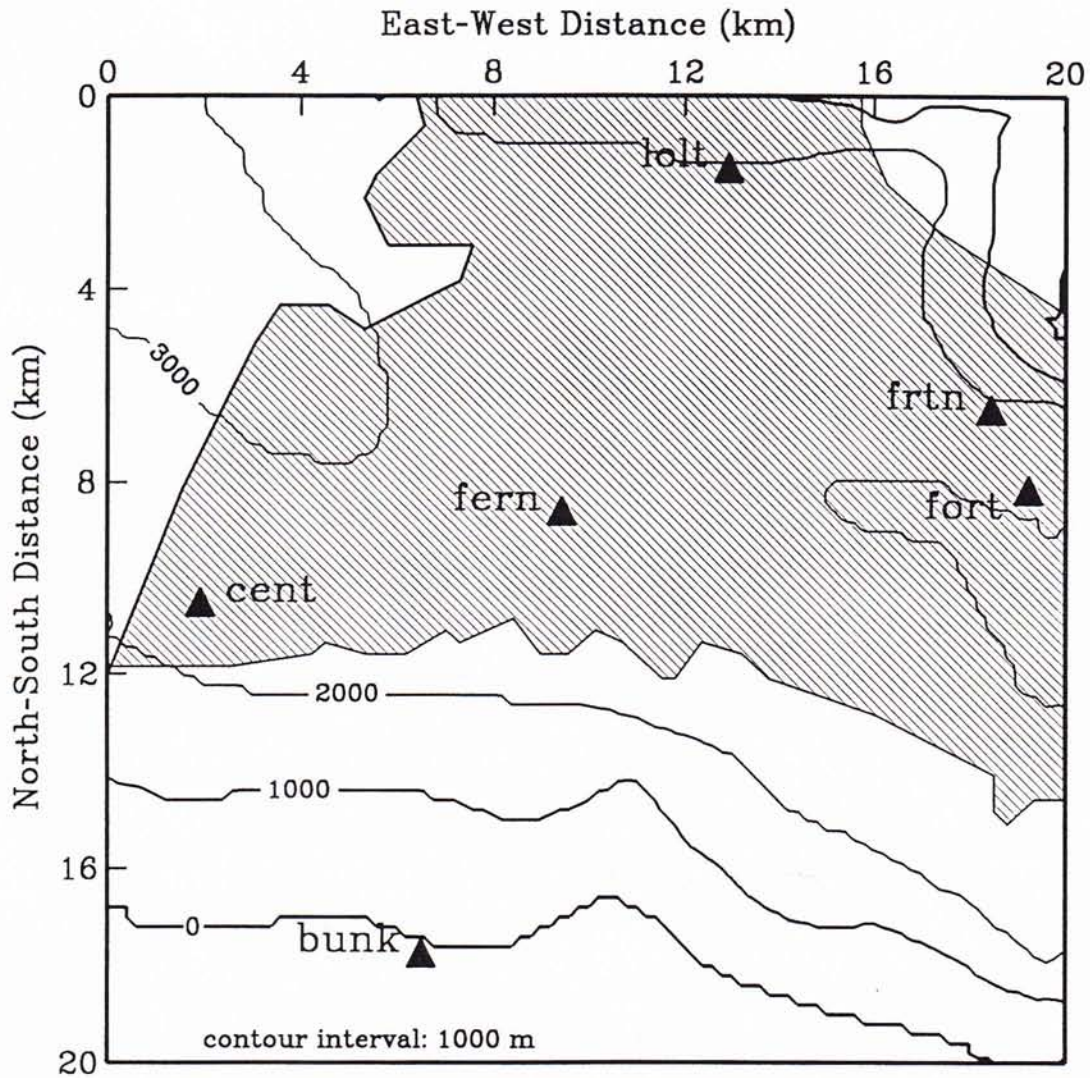 East-West Distance (km)
0 4 8 12 16 20
0
lolt
4
3000
frtn
8
fern
fort
cent
12
2000
1000
16
0
bunk
contour interval: 1000 m
20
North-South Distance (km)